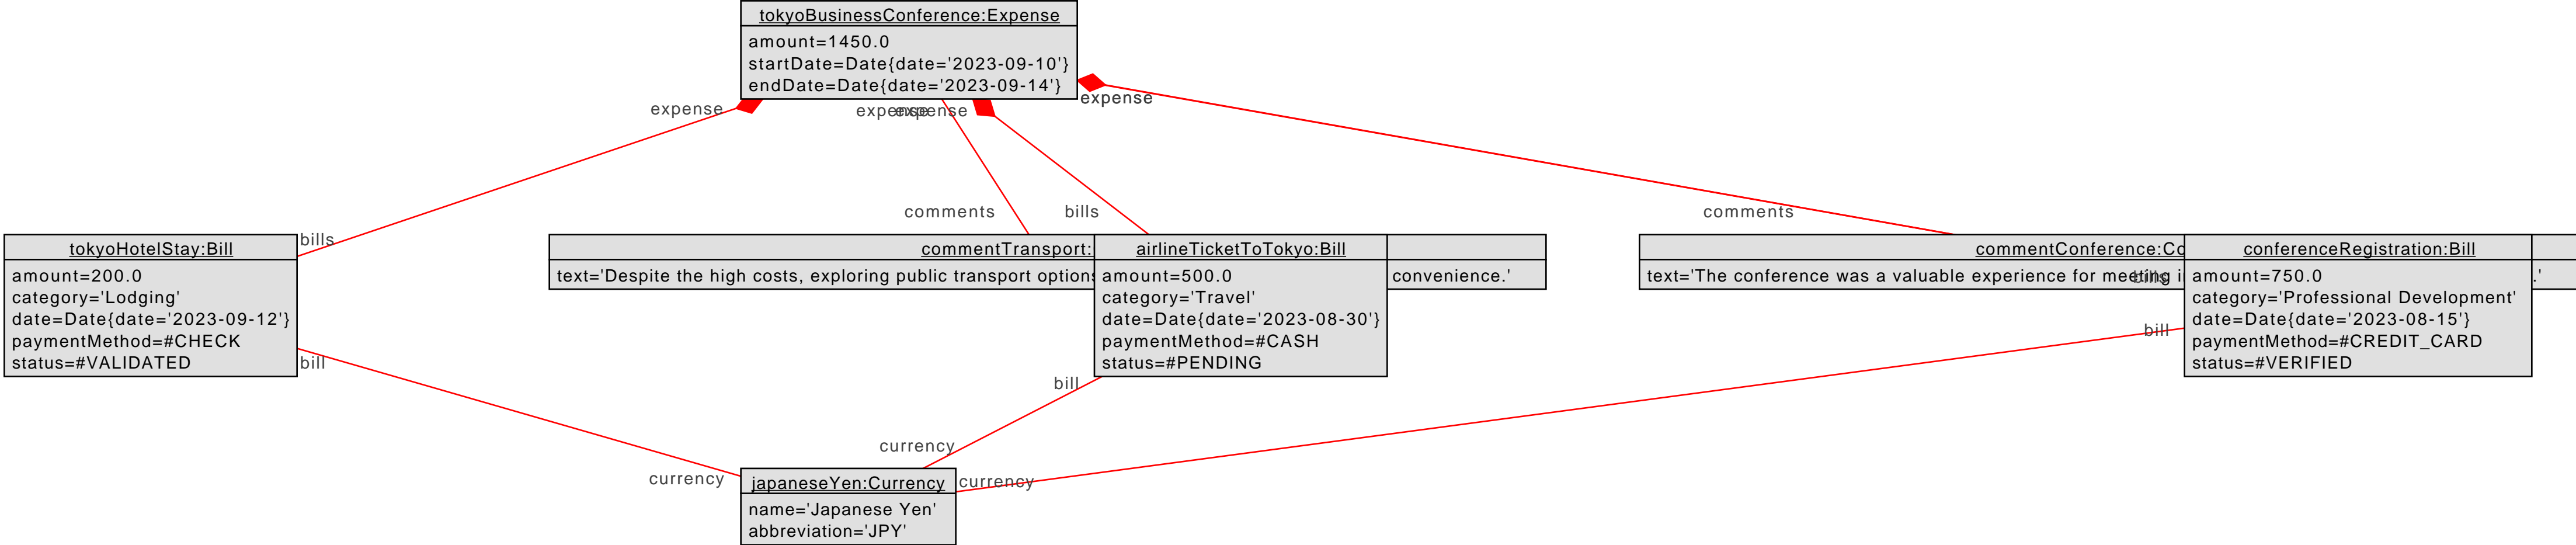 tokyoBusinessConference:Expense
amount=1450.0
startDate=Date{date='2023-09-10'}
endDate=Date{date='2023-09-14'}
expense
expense
expense
expense
comments
bills
comments
bills
tokyoHotelStay:Bill
amount=200.0
category='Lodging'
date=Date{date='2023-09-12'}
paymentMethod=#CHECK
status=#VALIDATED
commentTransport:
text='Despite the high costs, exploring public transport options
convenience.'
airlineTicketToTokyo:Bill
amount=500.0
category='Travel'
date=Date{date='2023-08-30'}
paymentMethod=#CASH
status=#PENDING
commentConference:Co
text='The conference was a valuable experience for meeting
.'
bills
conferenceRegistration:Bill
amount=750.0
category='Professional Development'
date=Date{date='2023-08-15'}
paymentMethod=#CREDIT_CARD
status=#VERIFIED
bill
bill
bill
currency
currency
currency
japaneseYen:Currency
name='Japanese Yen'
abbreviation='JPY'